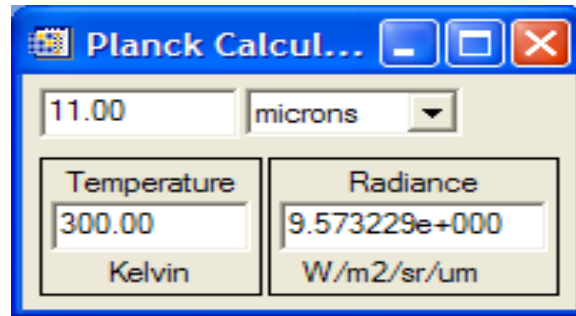 Planck Calcul...
11.00 microns
Temperature Radiance
300.00 9.573229e+000
Kelvin W/m2/sr/um